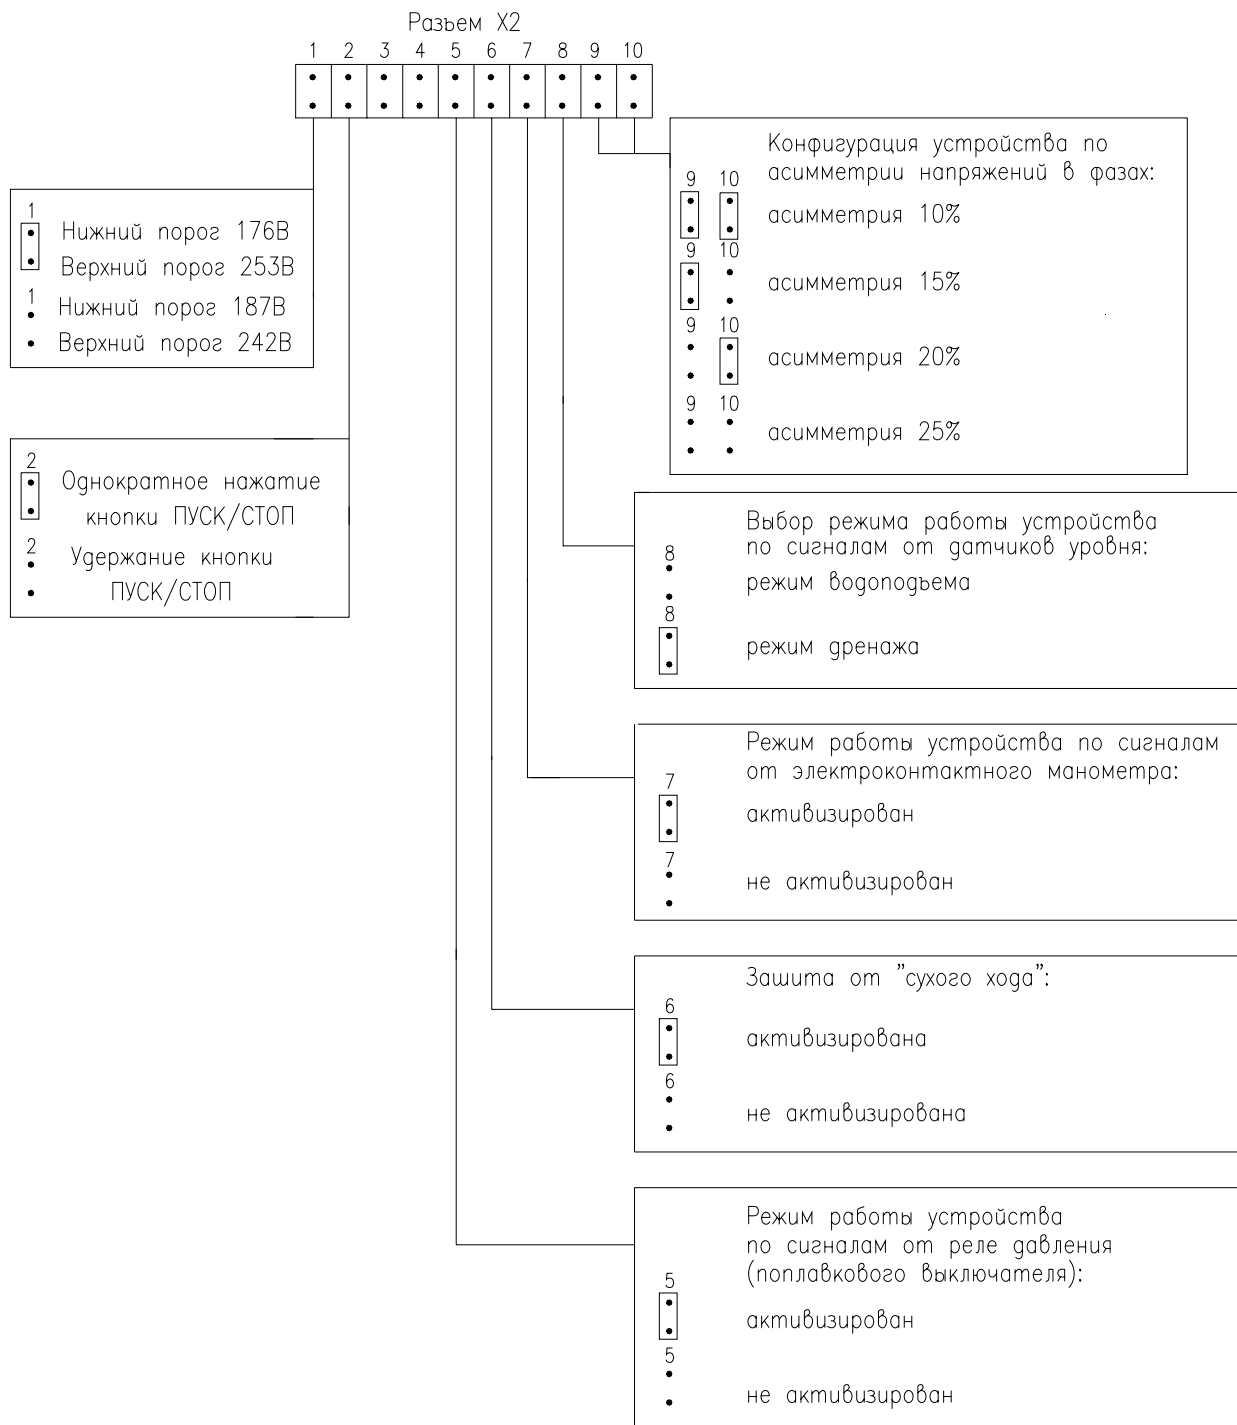 Разьем X2
1 2 3 4 5 6 7 8 9 10
1
Нижний порог 176В
Верхний порог 253В
1
Нижний порог 187В
Верхний порог 242В
2
Однократное нажатие
кнопки ПУСК/СТОП
2
Удержание кнопки
ПУСК/СТОП
Конфигурация устройства по
асимметрии напряжений в фазах:
9 10
асимметрия 10%
9 10
асимметрия 15%
9 10
асимметрия 20%
9 10
асимметрия 25%
Выбор режима работы устройства
по сигналам от датчиков уровня:
8
режим водоподьема
8
режим дренажа
Режим работы устройства по сигналам
от электроконтактного манометра:
7
активизирован
7
не активизирован
Зашита от "сухого хода":
6
активизирована
6
не активизирована
Режим работы устройства
по сигналам от реле давления
(поплавкового выключателя):
5
активизирован
5
не активизирован